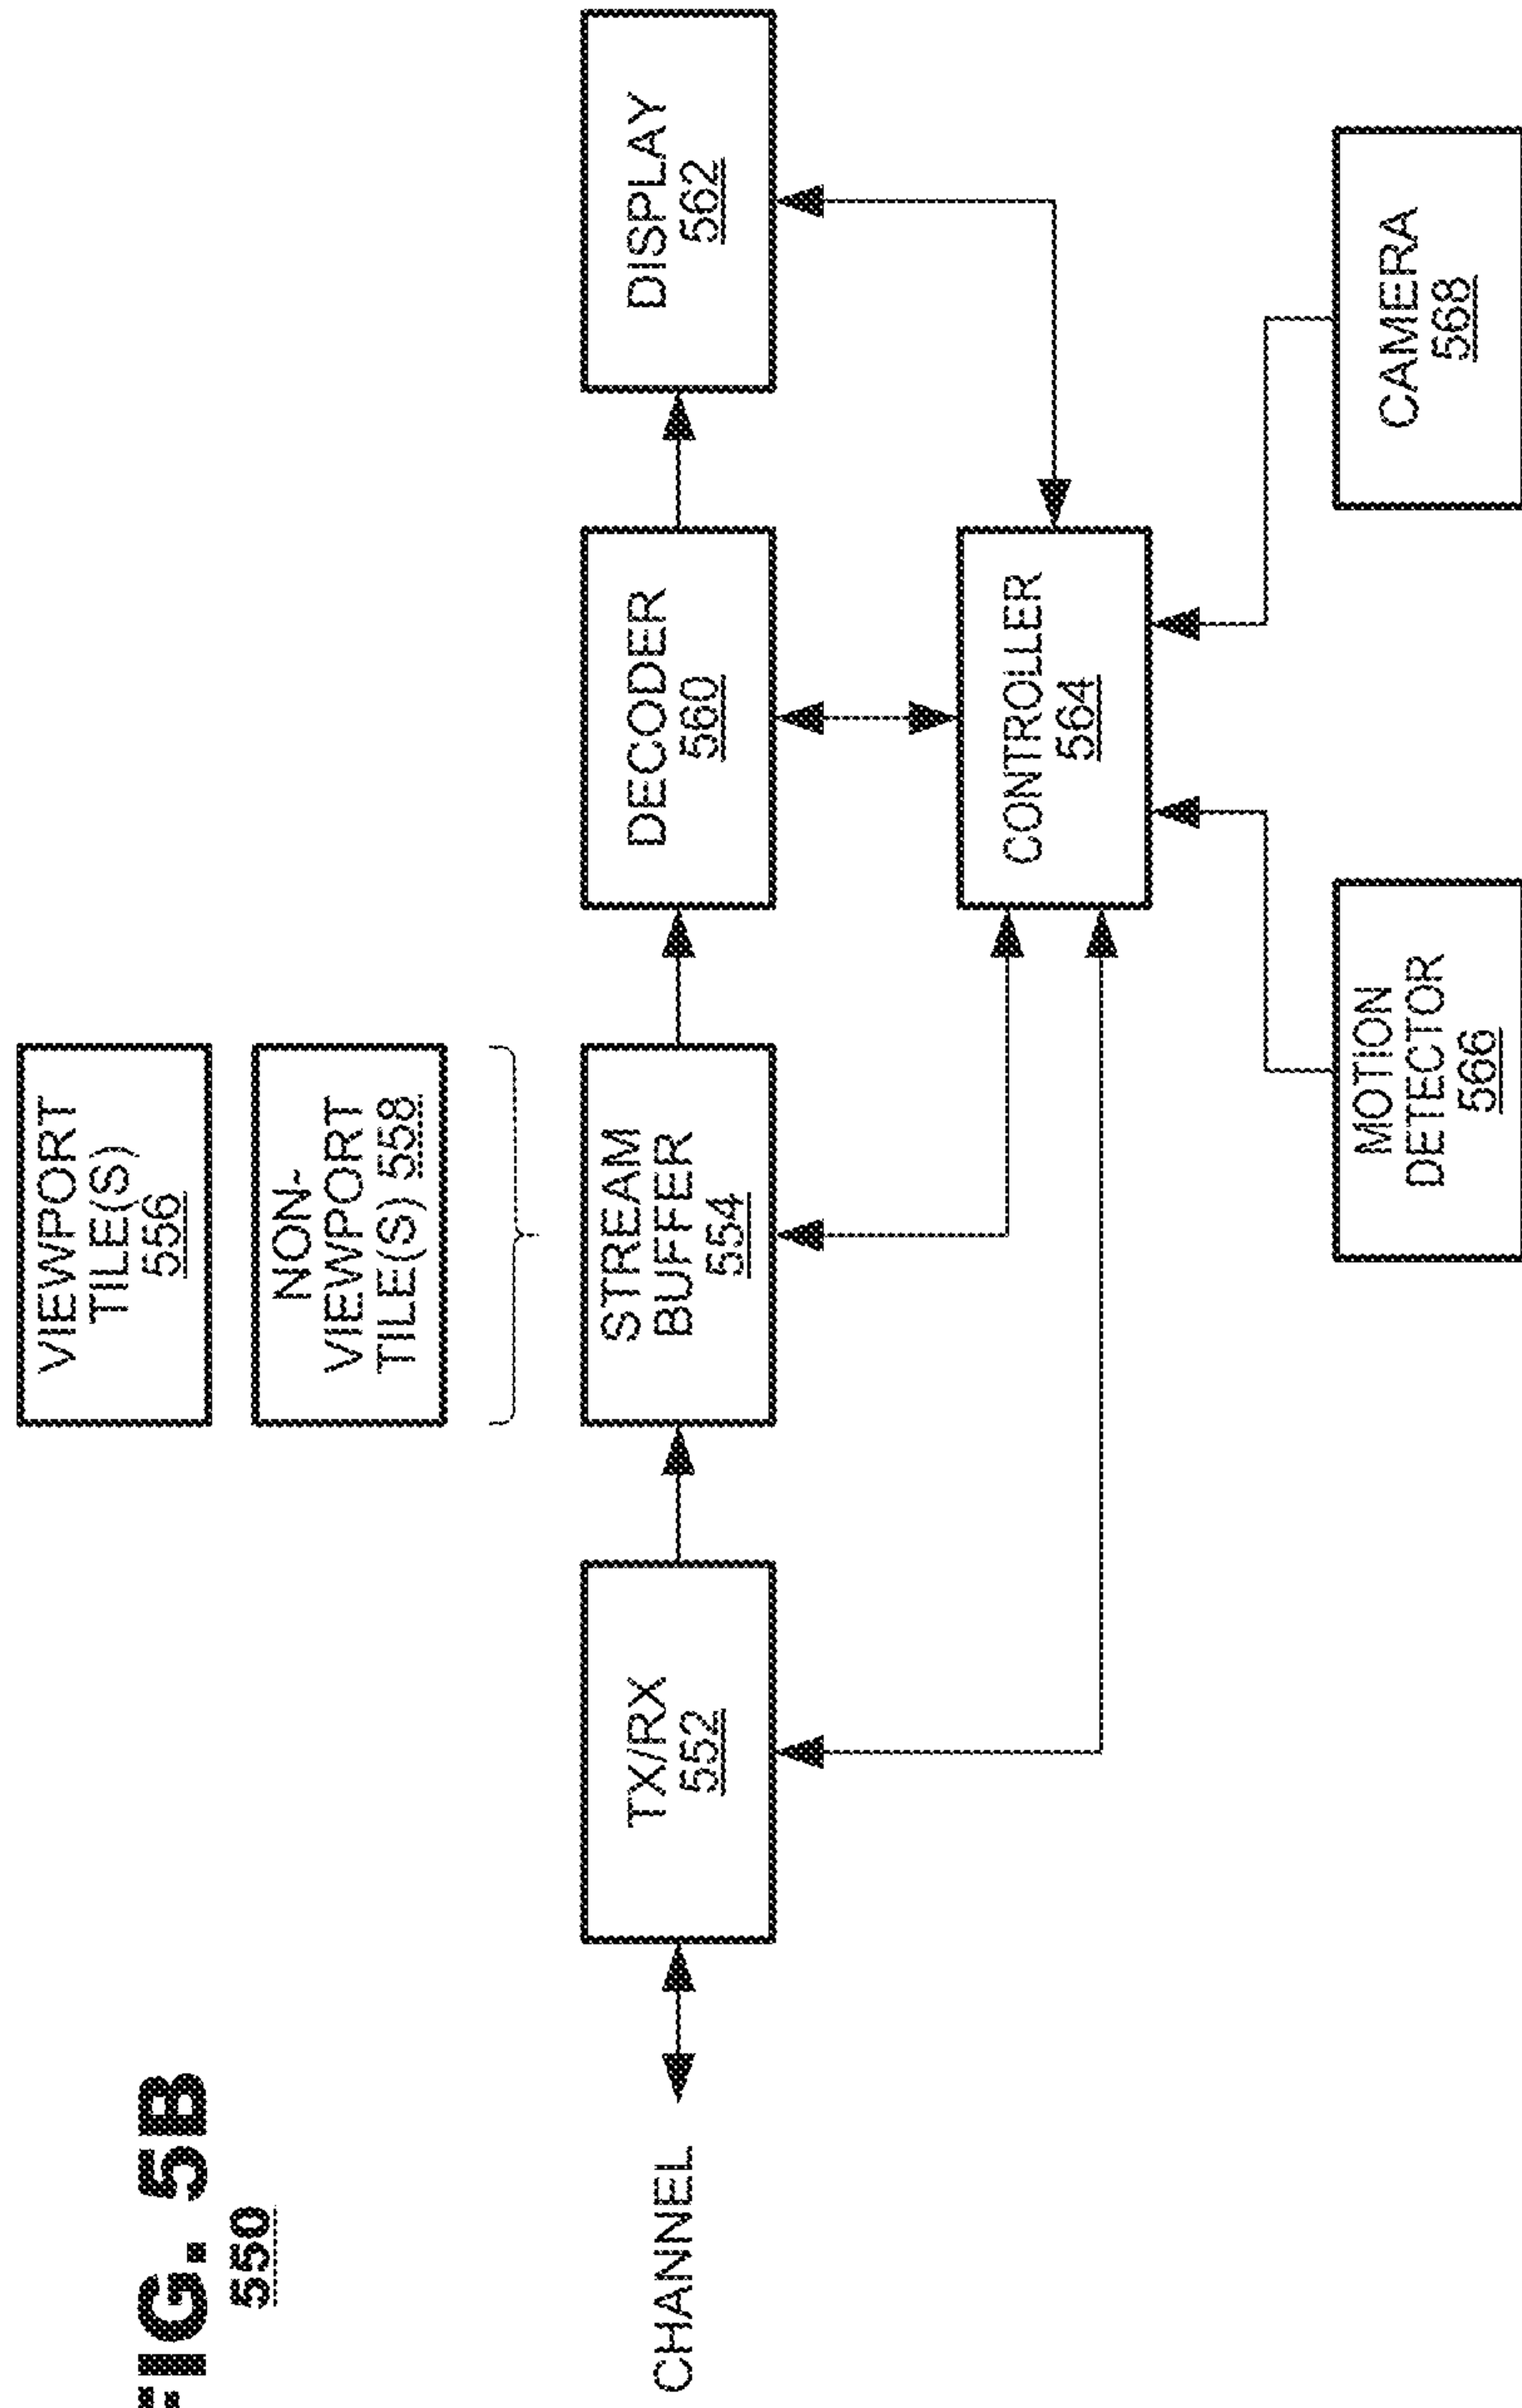 FIG. 5B
550
VIEWPORT
TILE(S)
556
NON-
VIEWPORT
TILE(S) 558
CHANNEL
TX/RX
552
STREAM
BUFFER
554
DECODER
560
DISPLAY
562
CONTROLLER
564
MOTION
DETECTOR
566
CAMERA
568